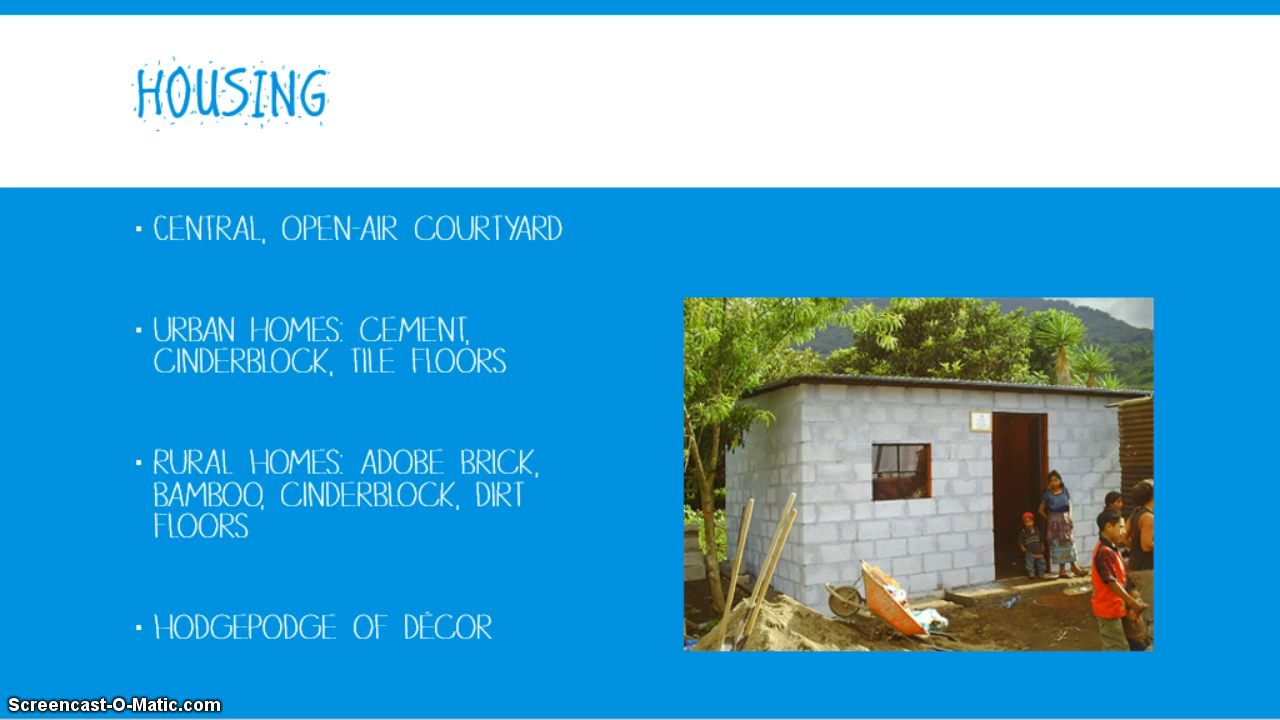 HOUSING
▪ CENTRAL, OPEN-AIR COURTYARD
▪ URBAN HOMES: CEMENT,
CINDERBLOCK, TILE FLOORS
▪ RURAL HOMES: ADOBE BRICK,
BAMBOO, CINDERBLOCK, DIRT
FLOORS
▪ HODGEPODGE OF DÉCOR
Screencast-O-Matic.com